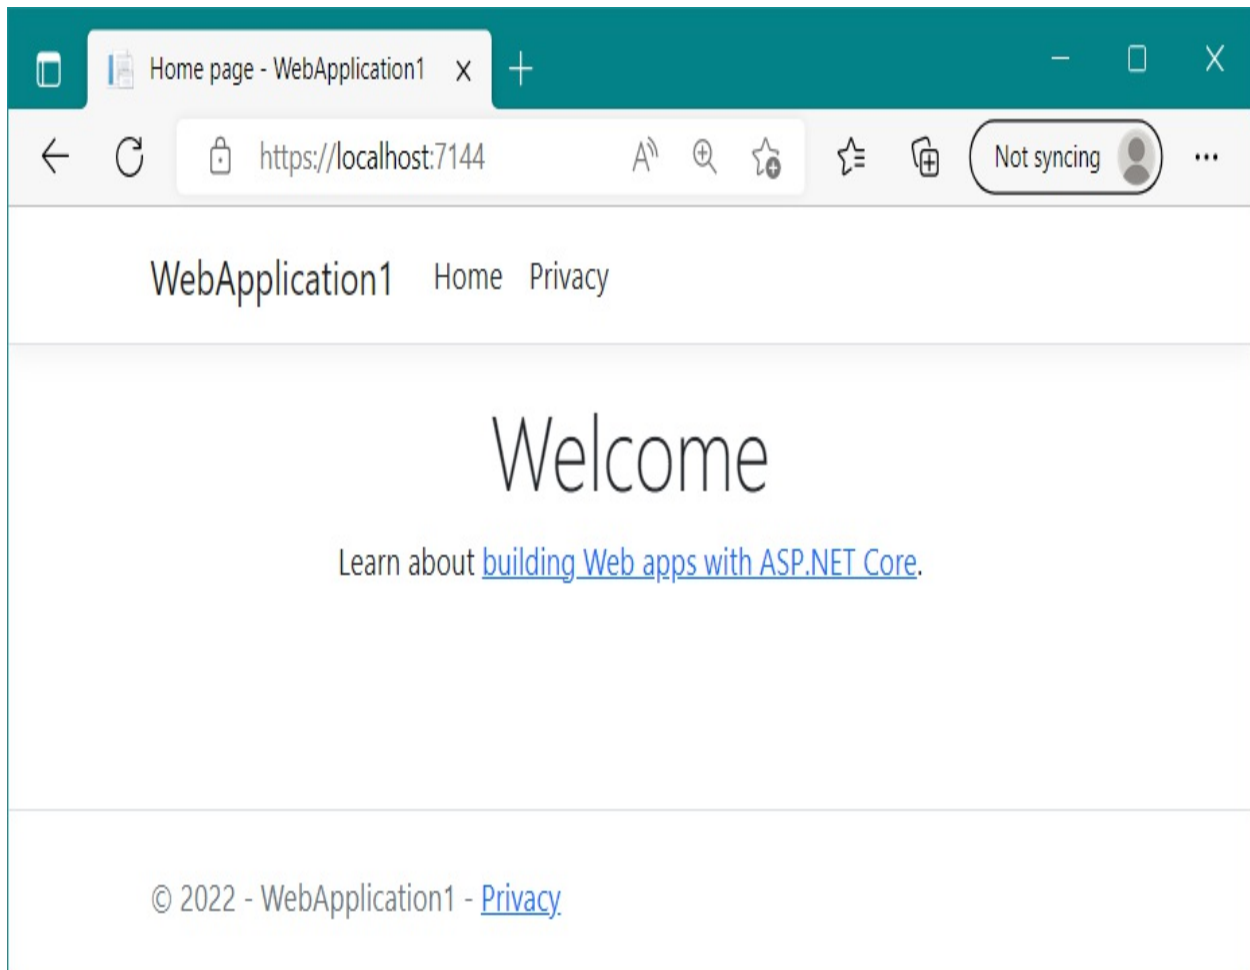 Home page - WebApplication1
https://localhost:7144
Not syncing
WebApplication1 Home Privacy
Welcome
Learn about building Web apps with ASP.NET Core.
© 2022 - WebApplication1 - Privacy